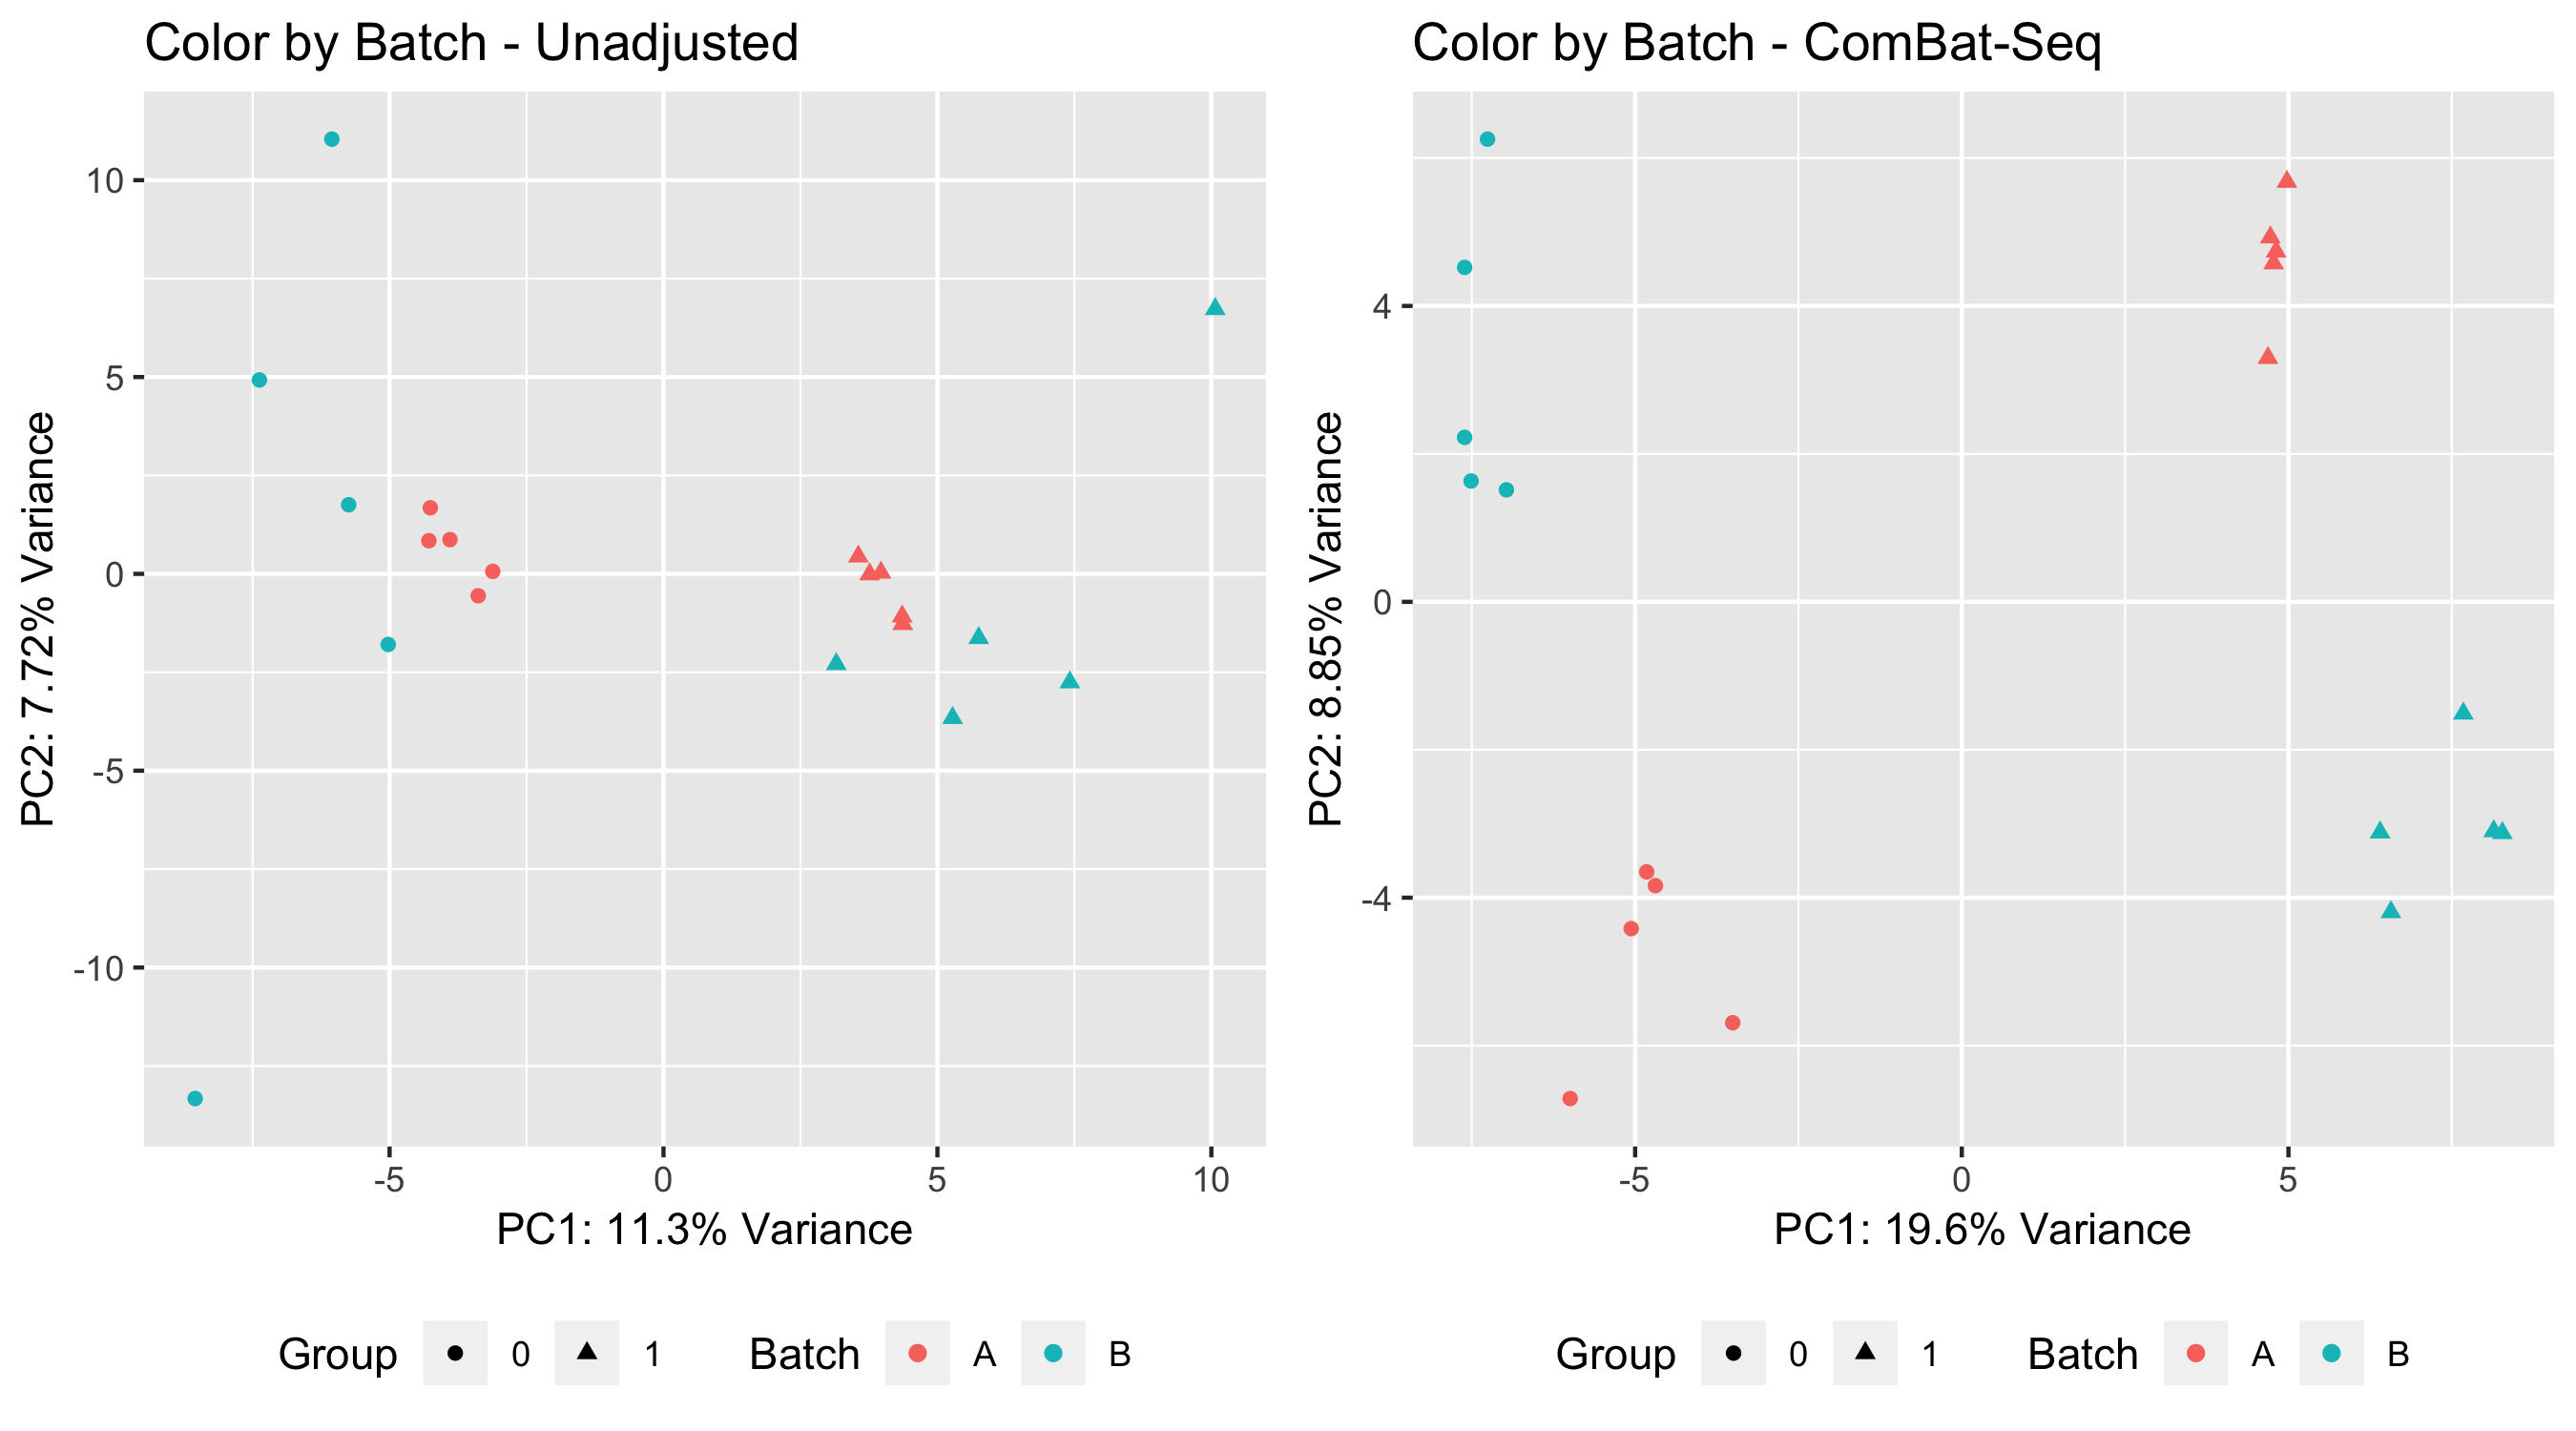 Color by Batch - Unadjusted
10
5
0
-5
-10
PC2: 7.72% Variance
-5 0 5 10
PC1: 11.3% Variance
Group 0 1 Batch A B
Color by Batch - ComBat-Seq
4
0
-4
PC2: 8.85% Variance
-5 0 5
PC1: 19.6% Variance
Group 0 1 Batch A B